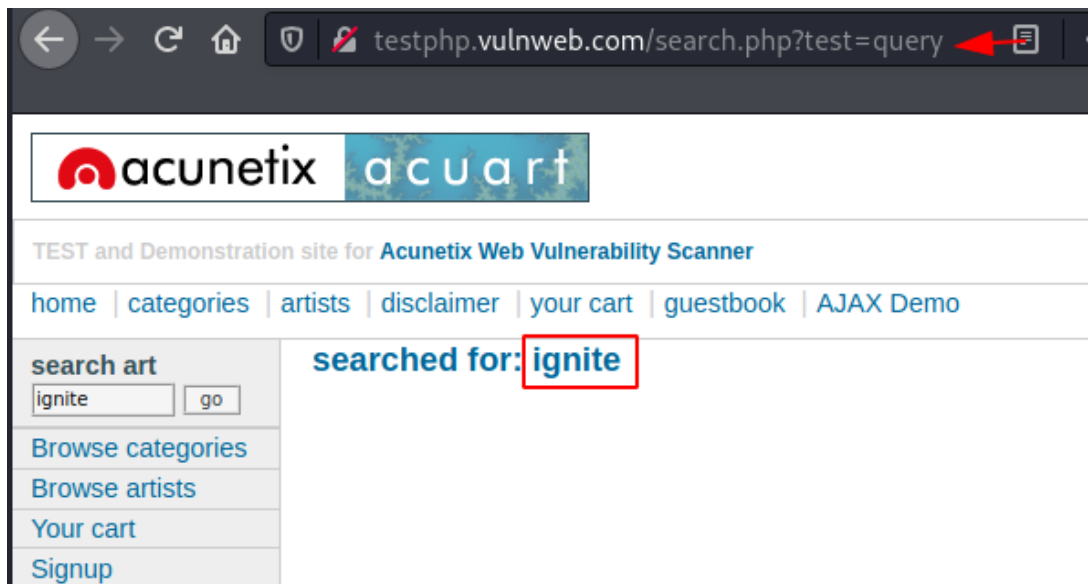 testphp.vulnweb.com/search.php?test=query
acunetix acuart
TEST and Demonstration site for Acunetix Web Vulnerability Scanner
home | categories | artists | disclaimer | your cart | guestbook | AJAX Demo
search art
ignite go
searched for: ignite
Browse categories
Browse artists
Your cart
Signup